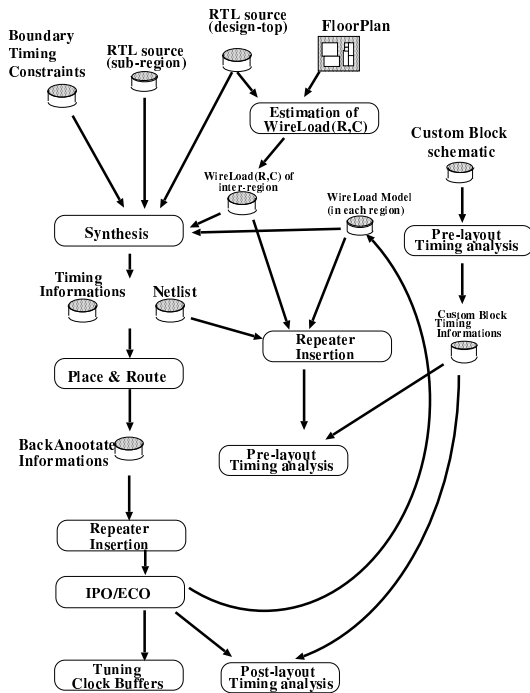 Boundary
Timing
Constraints
RTL source
(sub-region)
RTL source
(design-top)
FloorPlan
Estimation of
WireLoad(R,C)
Custom Block
schematic
WireLoad(R,C) of
inter-region
WireLoad Model
(in each region)
Synthesis
Pre-layout
Timing analysis
Timing
Informations
Netlist
Custom Block
Timing
Informations
Repeater
Insertion
Place & Route
BackAnootate
Informations
Pre-layout
Timing analysis
Repeater
Insertion
IPO/ECO
Tuning
Clock Buffers
Post-layout
Timing analysis